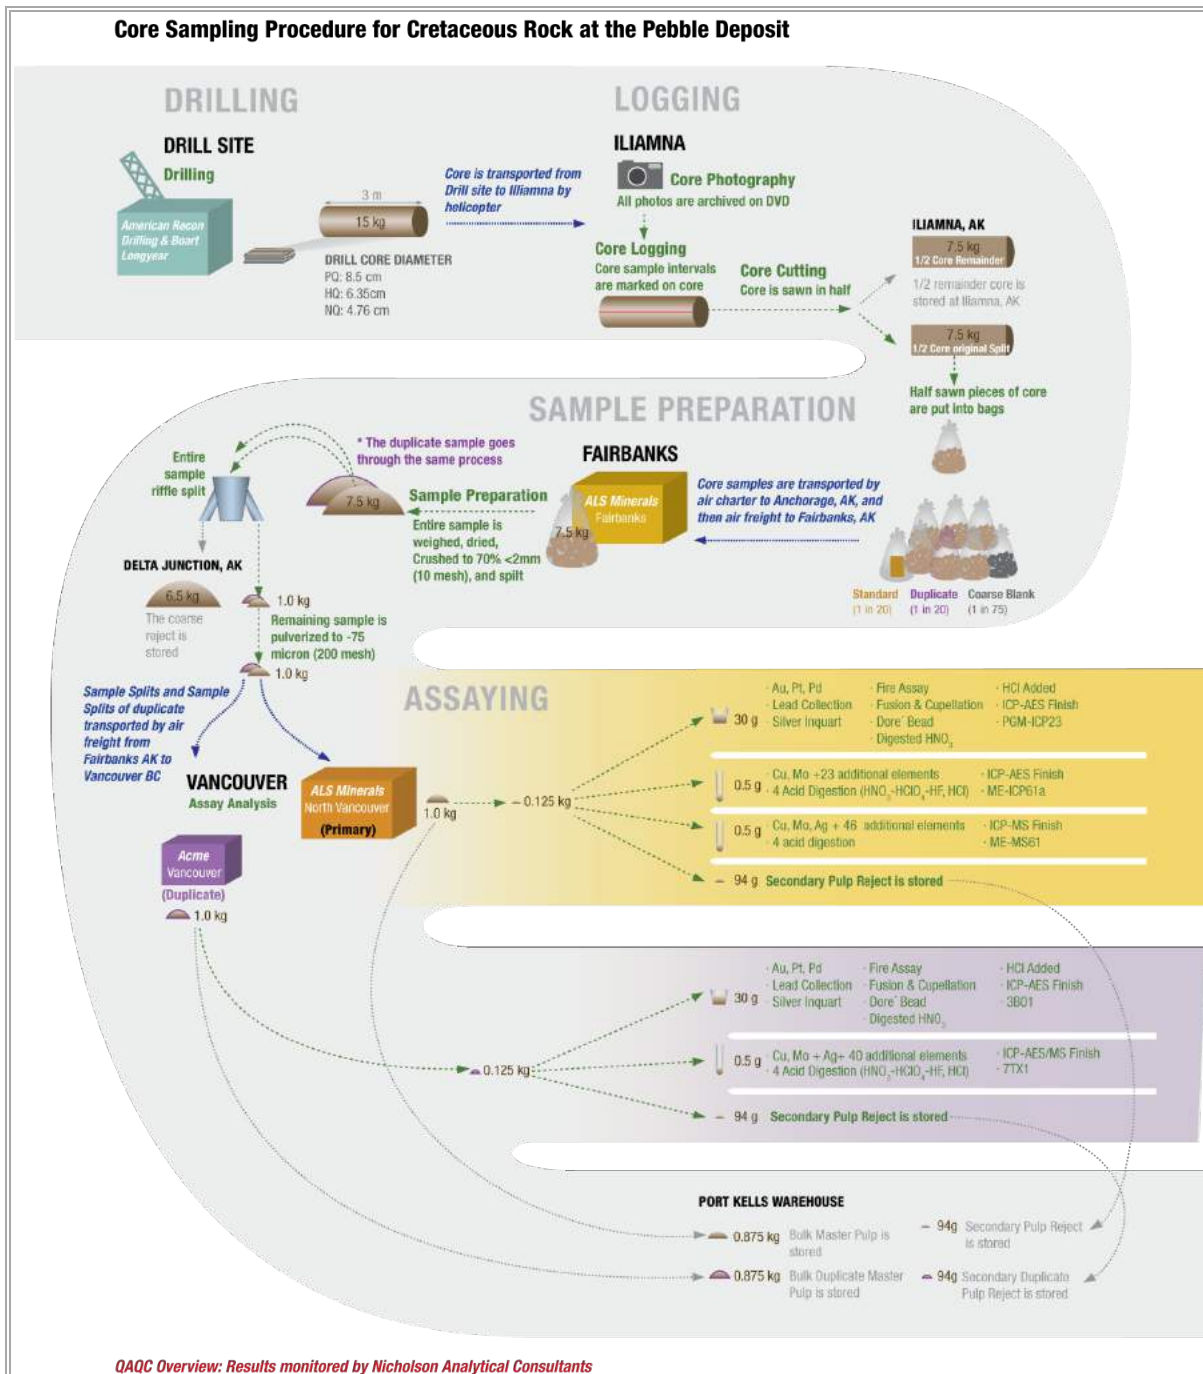 Core Sampling Procedure for Cretaceous Rock at the Pebble Deposit
DRILLING
DRILL SITE
Drilling
American Recon
Drilling & Boart
Longyear
3 m
15 kg
DRILL CORE DIAMETER
PQ: 8.5 cm
HQ: 6.35cm
NQ: 4.76 cm
Core is transported from
Drill site to Illiamna by
helicopter
LOGGING
ILIAMNA
Core Photography
All photos are archived on DVD
Core Logging
Core sample intervals
are marked on core
Core Cutting
Core is sawn in half
ILIAMNA, AK
7.5 kg
1/2 Core Remainder
1/2 remainder core is
stored at Iliamna, AK
7.5 kg
1/2 Core original Split
Half sawn pieces of core
are put into bags
SAMPLE PREPARATION
FAIRBANKS
ALS Minerals
Fairbanks
7.5 kg
Core samples are transported by
air charter to Anchorage, AK, and
then air freight to Fairbanks, AK
Standard
(1 in 20)
Duplicate
(1 in 20)
Coarse Blank
(1 in 75)
* The duplicate sample goes
through the same process
7.5 kg
Sample Preparation
Entire sample is
weighed, dried,
Crushed to 70% <2mm
(10 mesh), and spilt
Entire
sample
riffle split
DELTA JUNCTION, AK
6.5 kg
The coarse
reject is
stored
1.0 kg
Remaining sample is
pulverized to -75
micron (200 mesh)
1.0 kg
Sample Splits and Sample
Splits of duplicate
transported by air
freight from
Fairbanks AK to
Vancouver BC
VANCOUVER
Assay Analysis
ALS Minerals
North Vancouver
(Primary)
Acme
Vancouver
(Duplicate)
1.0 kg
ASSAYING
1.0 kg
0.125 kg
30 g
· Au, Pt, Pd
· Lead Collection
· Silver Inquart
· Fire Assay
· Fusion & Cupellation
· Dore´ Bead
· Digested HNO3
· HCl Added
· ICP-AES Finish
· PGM-ICP23
0.5 g
· Cu, Mo +23 additional elements
· 4 Acid Digestion (HNO3-HClO4-HF, HCl)
· ICP-AES Finish
· ME-ICP61a
0.5 g
· Cu, Mo, Ag + 46 additional elements
· 4 acid digestion
· ICP-MS Finish
· ME-MS61
94 g Secondary Pulp Reject is stored
0.125 kg
30 g
· Au, Pt, Pd
· Lead Collection
· Silver Inquart
· Fire Assay
· Fusion & Cupellation
· Dore´ Bead
· Digested HNO3
· HCl Added
· ICP-AES Finish
· 3B01
0.5 g
· Cu, Mo + Ag+ 40 additional elements
· 4 Acid Digestion (HNO3-HClO4-HF, HCl)
· ICP-AES/MS Finish
· 7TX1
94 g Secondary Pulp Reject is stored
PORT KELLS WAREHOUSE
0.875 kg Bulk Master Pulp is
stored
94g Secondary Pulp Reject
is stored
0.875 kg Bulk Duplicate Master
Pulp is stored
94g Secondary Duplicate
Pulp Reject is stored
QAQC Overview: Results monitored by Nicholson Analytical Consultants